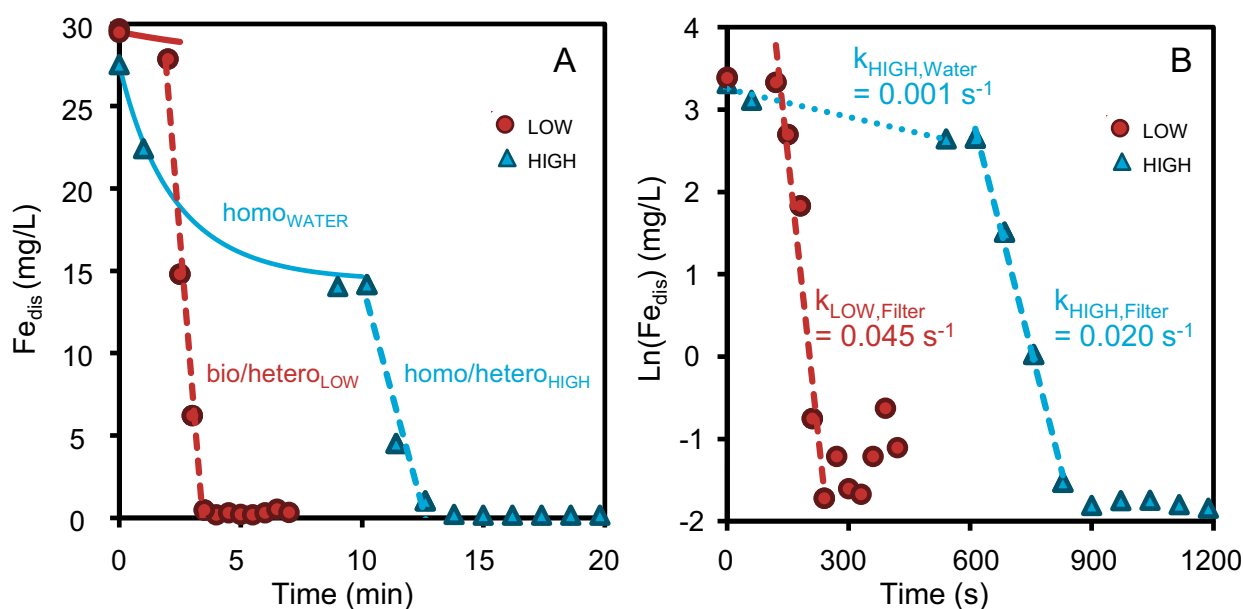 A
30
25
20
15
10
5
0
Fe_dis (mg/L)
LOW
HIGH
homo_WATER
bio/hetero_LOW
homo/hetero_HIGH
0 5 10 15 20
Time (min)
B
4
3
2
1
0
-1
-2
Ln(Fe_dis) (mg/L)
k_HIGH,Water
= 0.001 s⁻¹
LOW
HIGH
k_LOW,Filter
= 0.045 s⁻¹
k_HIGH,Filter
= 0.020 s⁻¹
0 300 600 900 1200
Time (s)